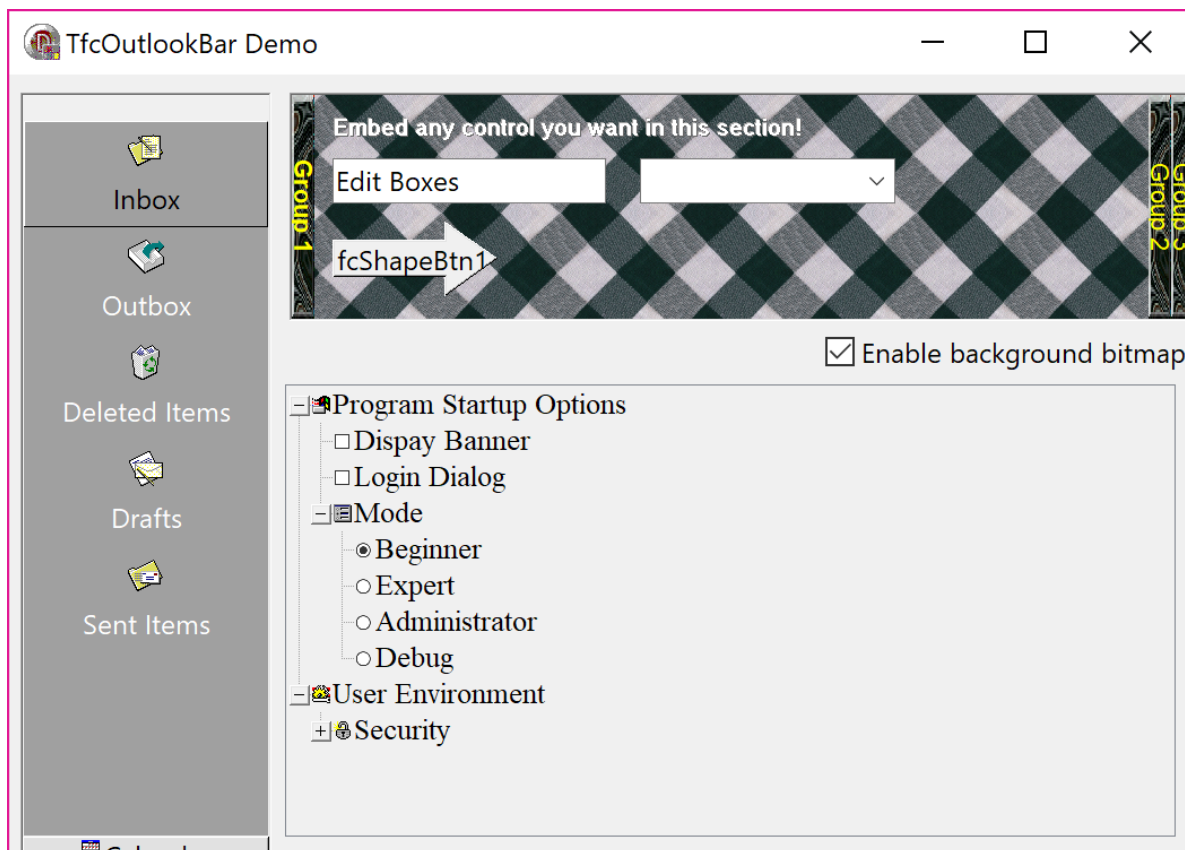 TfcOutlookBar Demo
Inbox
Outbox
Deleted Items
Drafts
Sent Items
Group 1
Embed any control you want in this section!
Edit Boxes
fcShapeBtn1
Group 2
Group 3
Enable background bitmap
Program Startup Options
Dispay Banner
Login Dialog
Mode
Beginner
Expert
Administrator
Debug
User Environment
Security